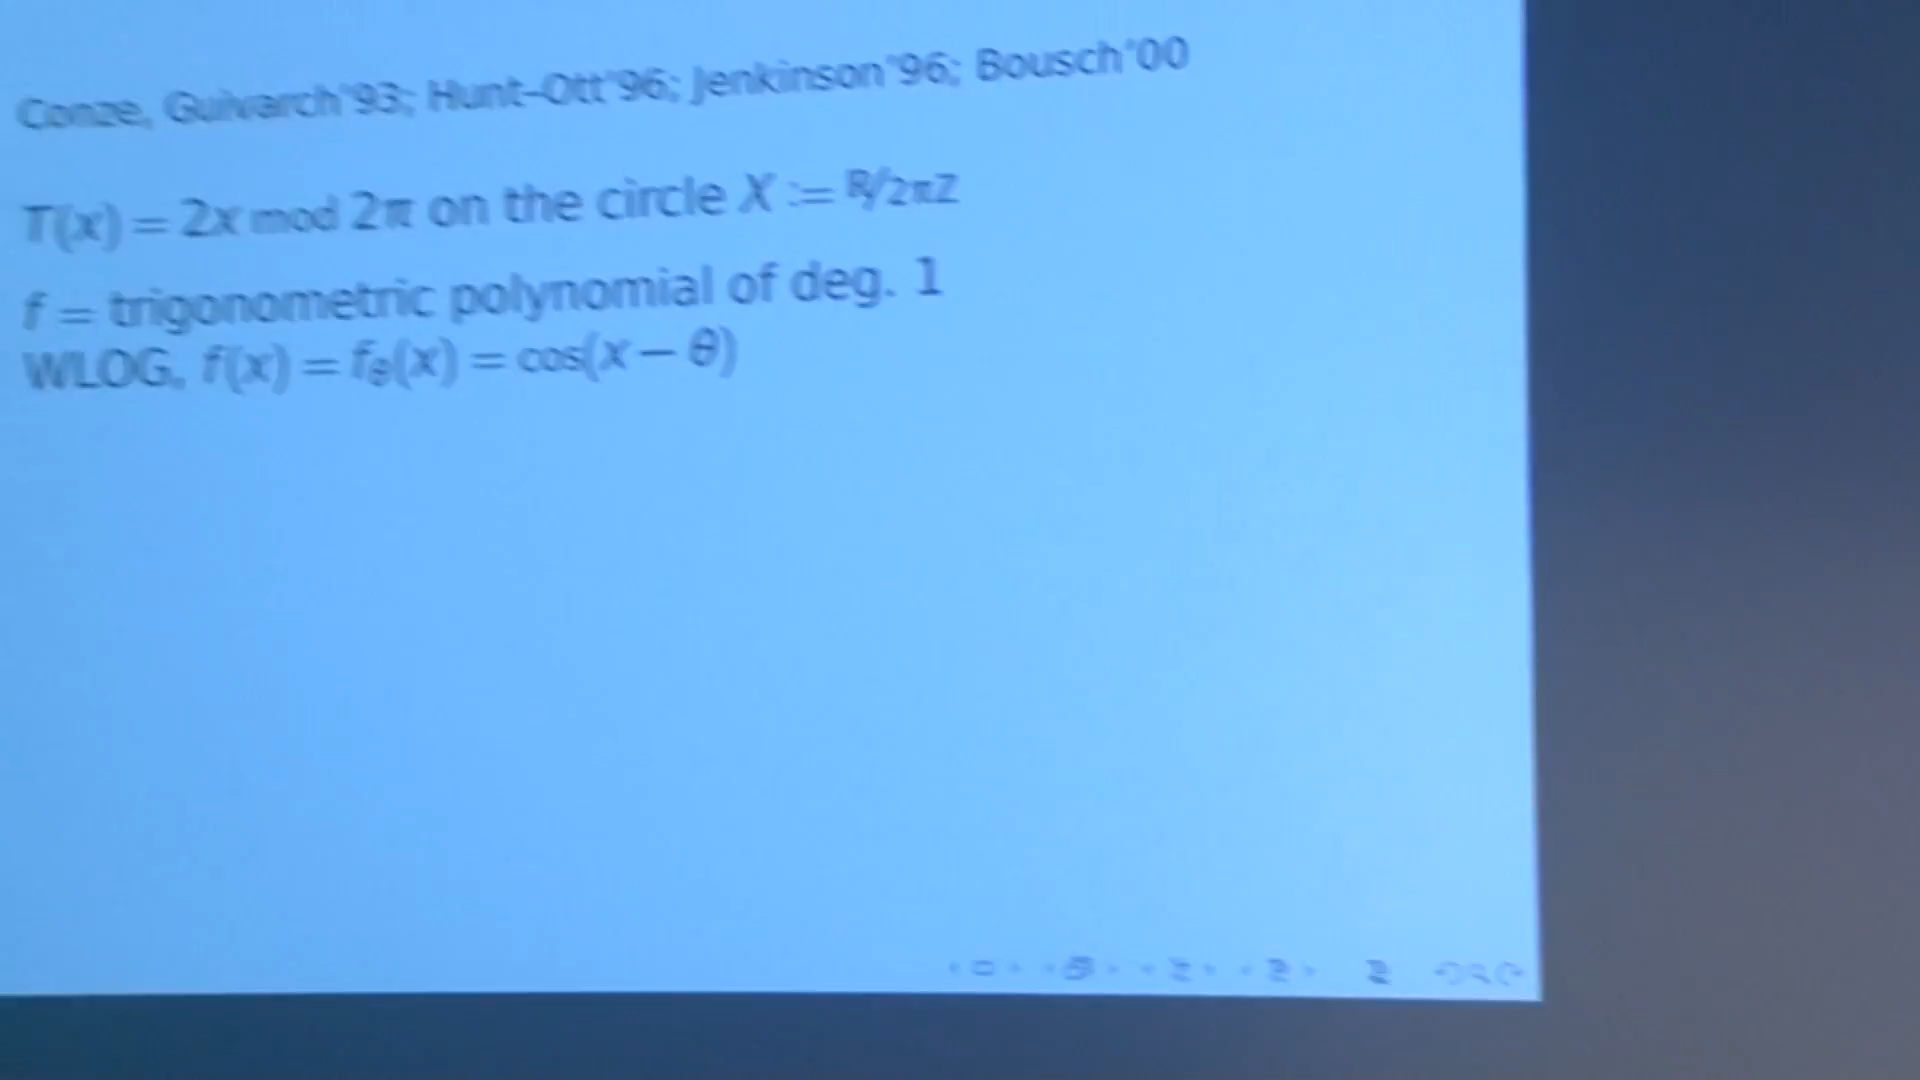 Conze, Guivarch'93; Hunt–Ott'96; Jenkinson'96; Bousch'00
T(x) = 2x mod 2π on the circle X := ℝ/2πℤ
f = trigonometric polynomial of deg. 1
WLOG, f(x) = f_θ(x) = cos(x − θ)